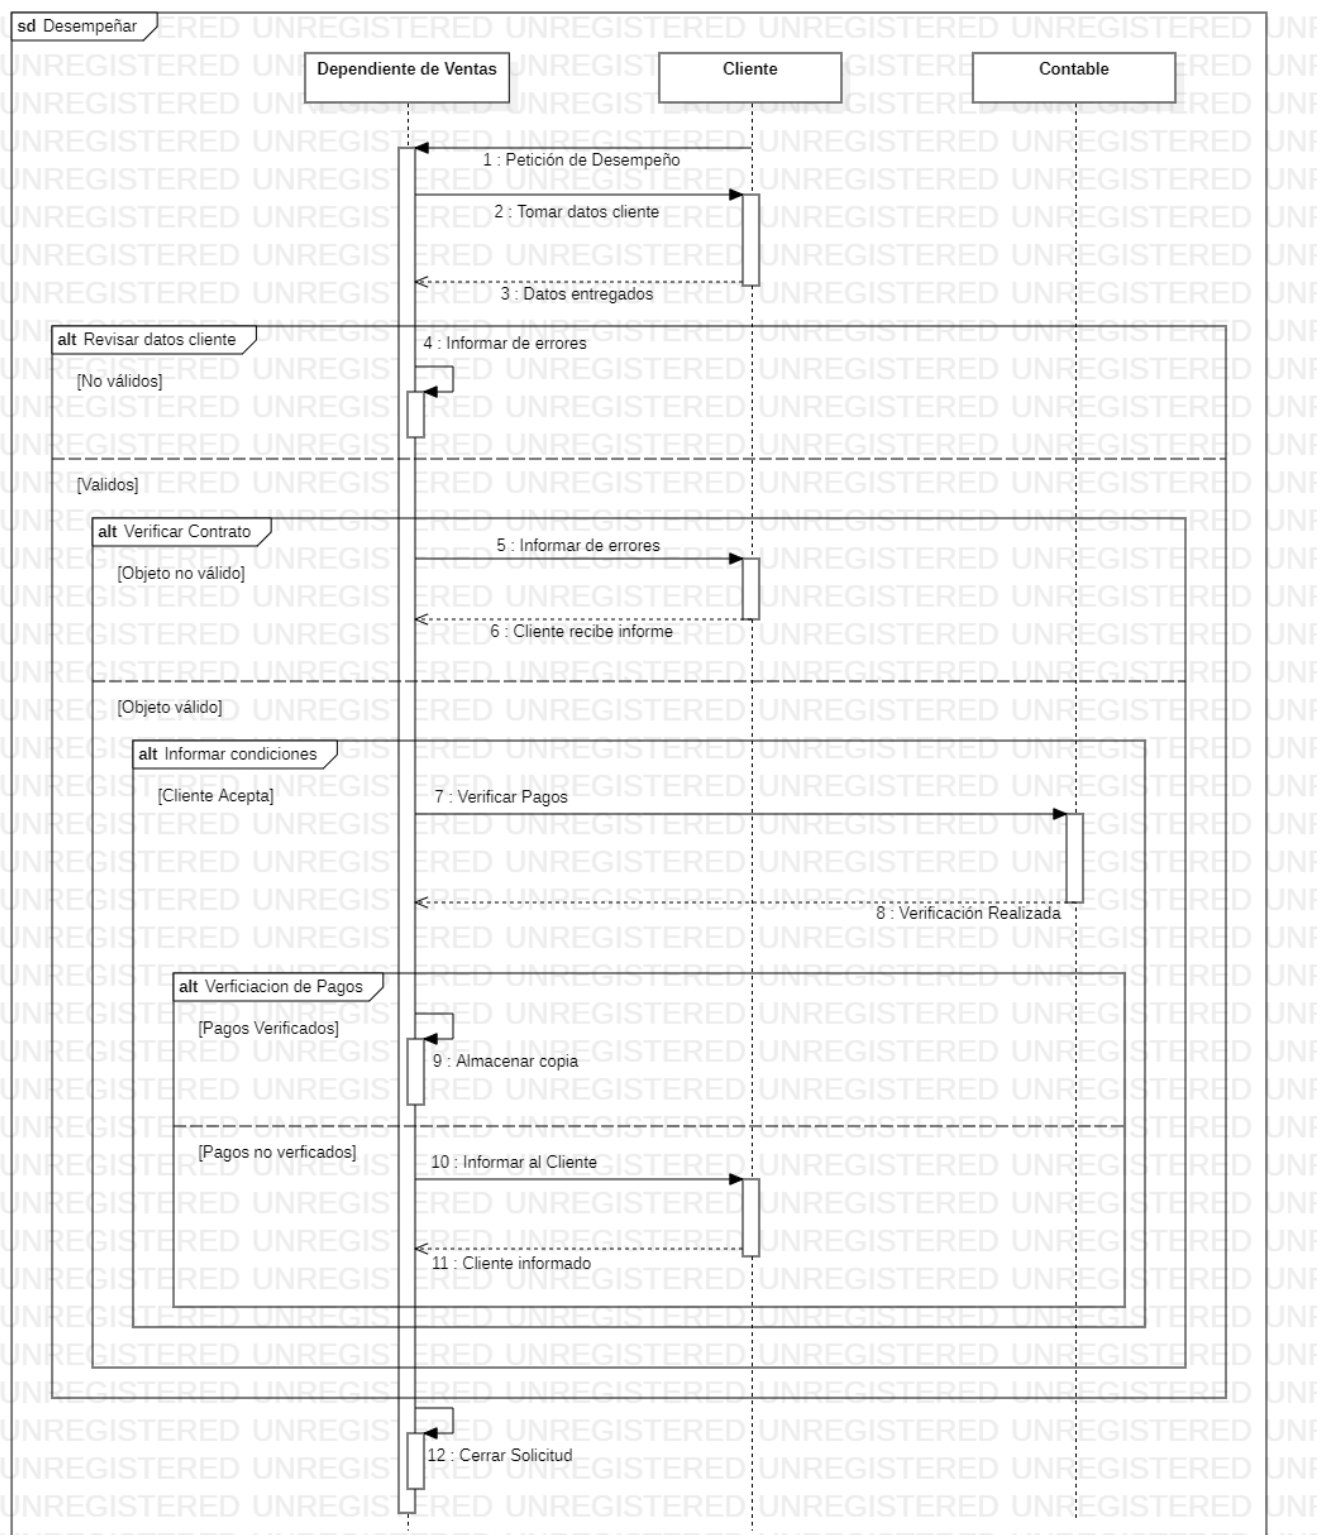 sd Desempeñar
Dependiente de Ventas
Cliente
Contable
1 : Petición de Desempeño
2 : Tomar datos cliente
3 : Datos entregados
alt Revisar datos cliente
4 : Informar de errores
[No válidos]
[Validos]
alt Verificar Contrato
5 : Informar de errores
[Objeto no válido]
6 : Cliente recibe informe
[Objeto válido]
alt Informar condiciones
[Cliente Acepta]
7 : Verificar Pagos
8 : Verificación Realizada
alt Verficiacion de Pagos
[Pagos Verificados]
9 : Almacenar copia
[Pagos no verficados]
10 : Informar al Cliente
11 : Cliente informado
12 : Cerrar Solicitud
UNREGISTERED